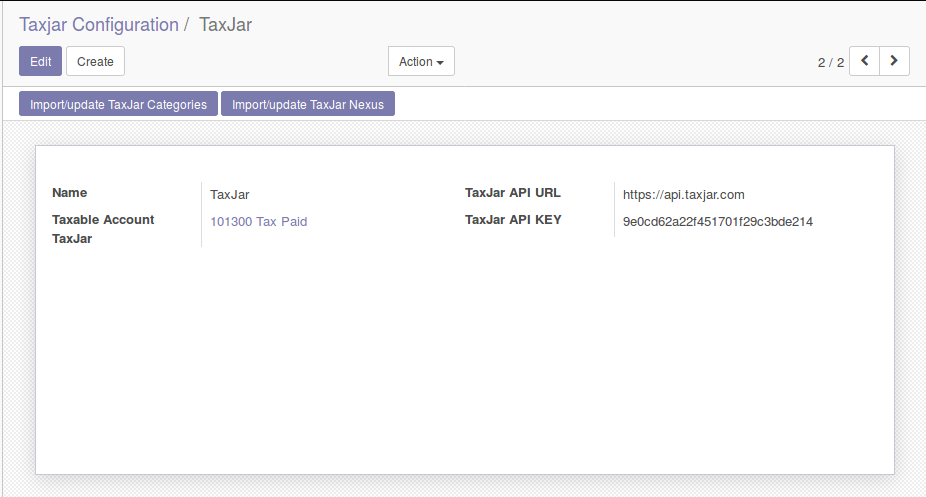 Taxjar Configuration / TaxJar
Edit Create Action 2 / 2
Import/update TaxJar Categories Import/update TaxJar Nexus
Name TaxJar TaxJar API URL https://api.taxjar.com
Taxable Account TaxJar 101300 Tax Paid TaxJar API KEY 9e0cd62a22f451701f29c3bde214